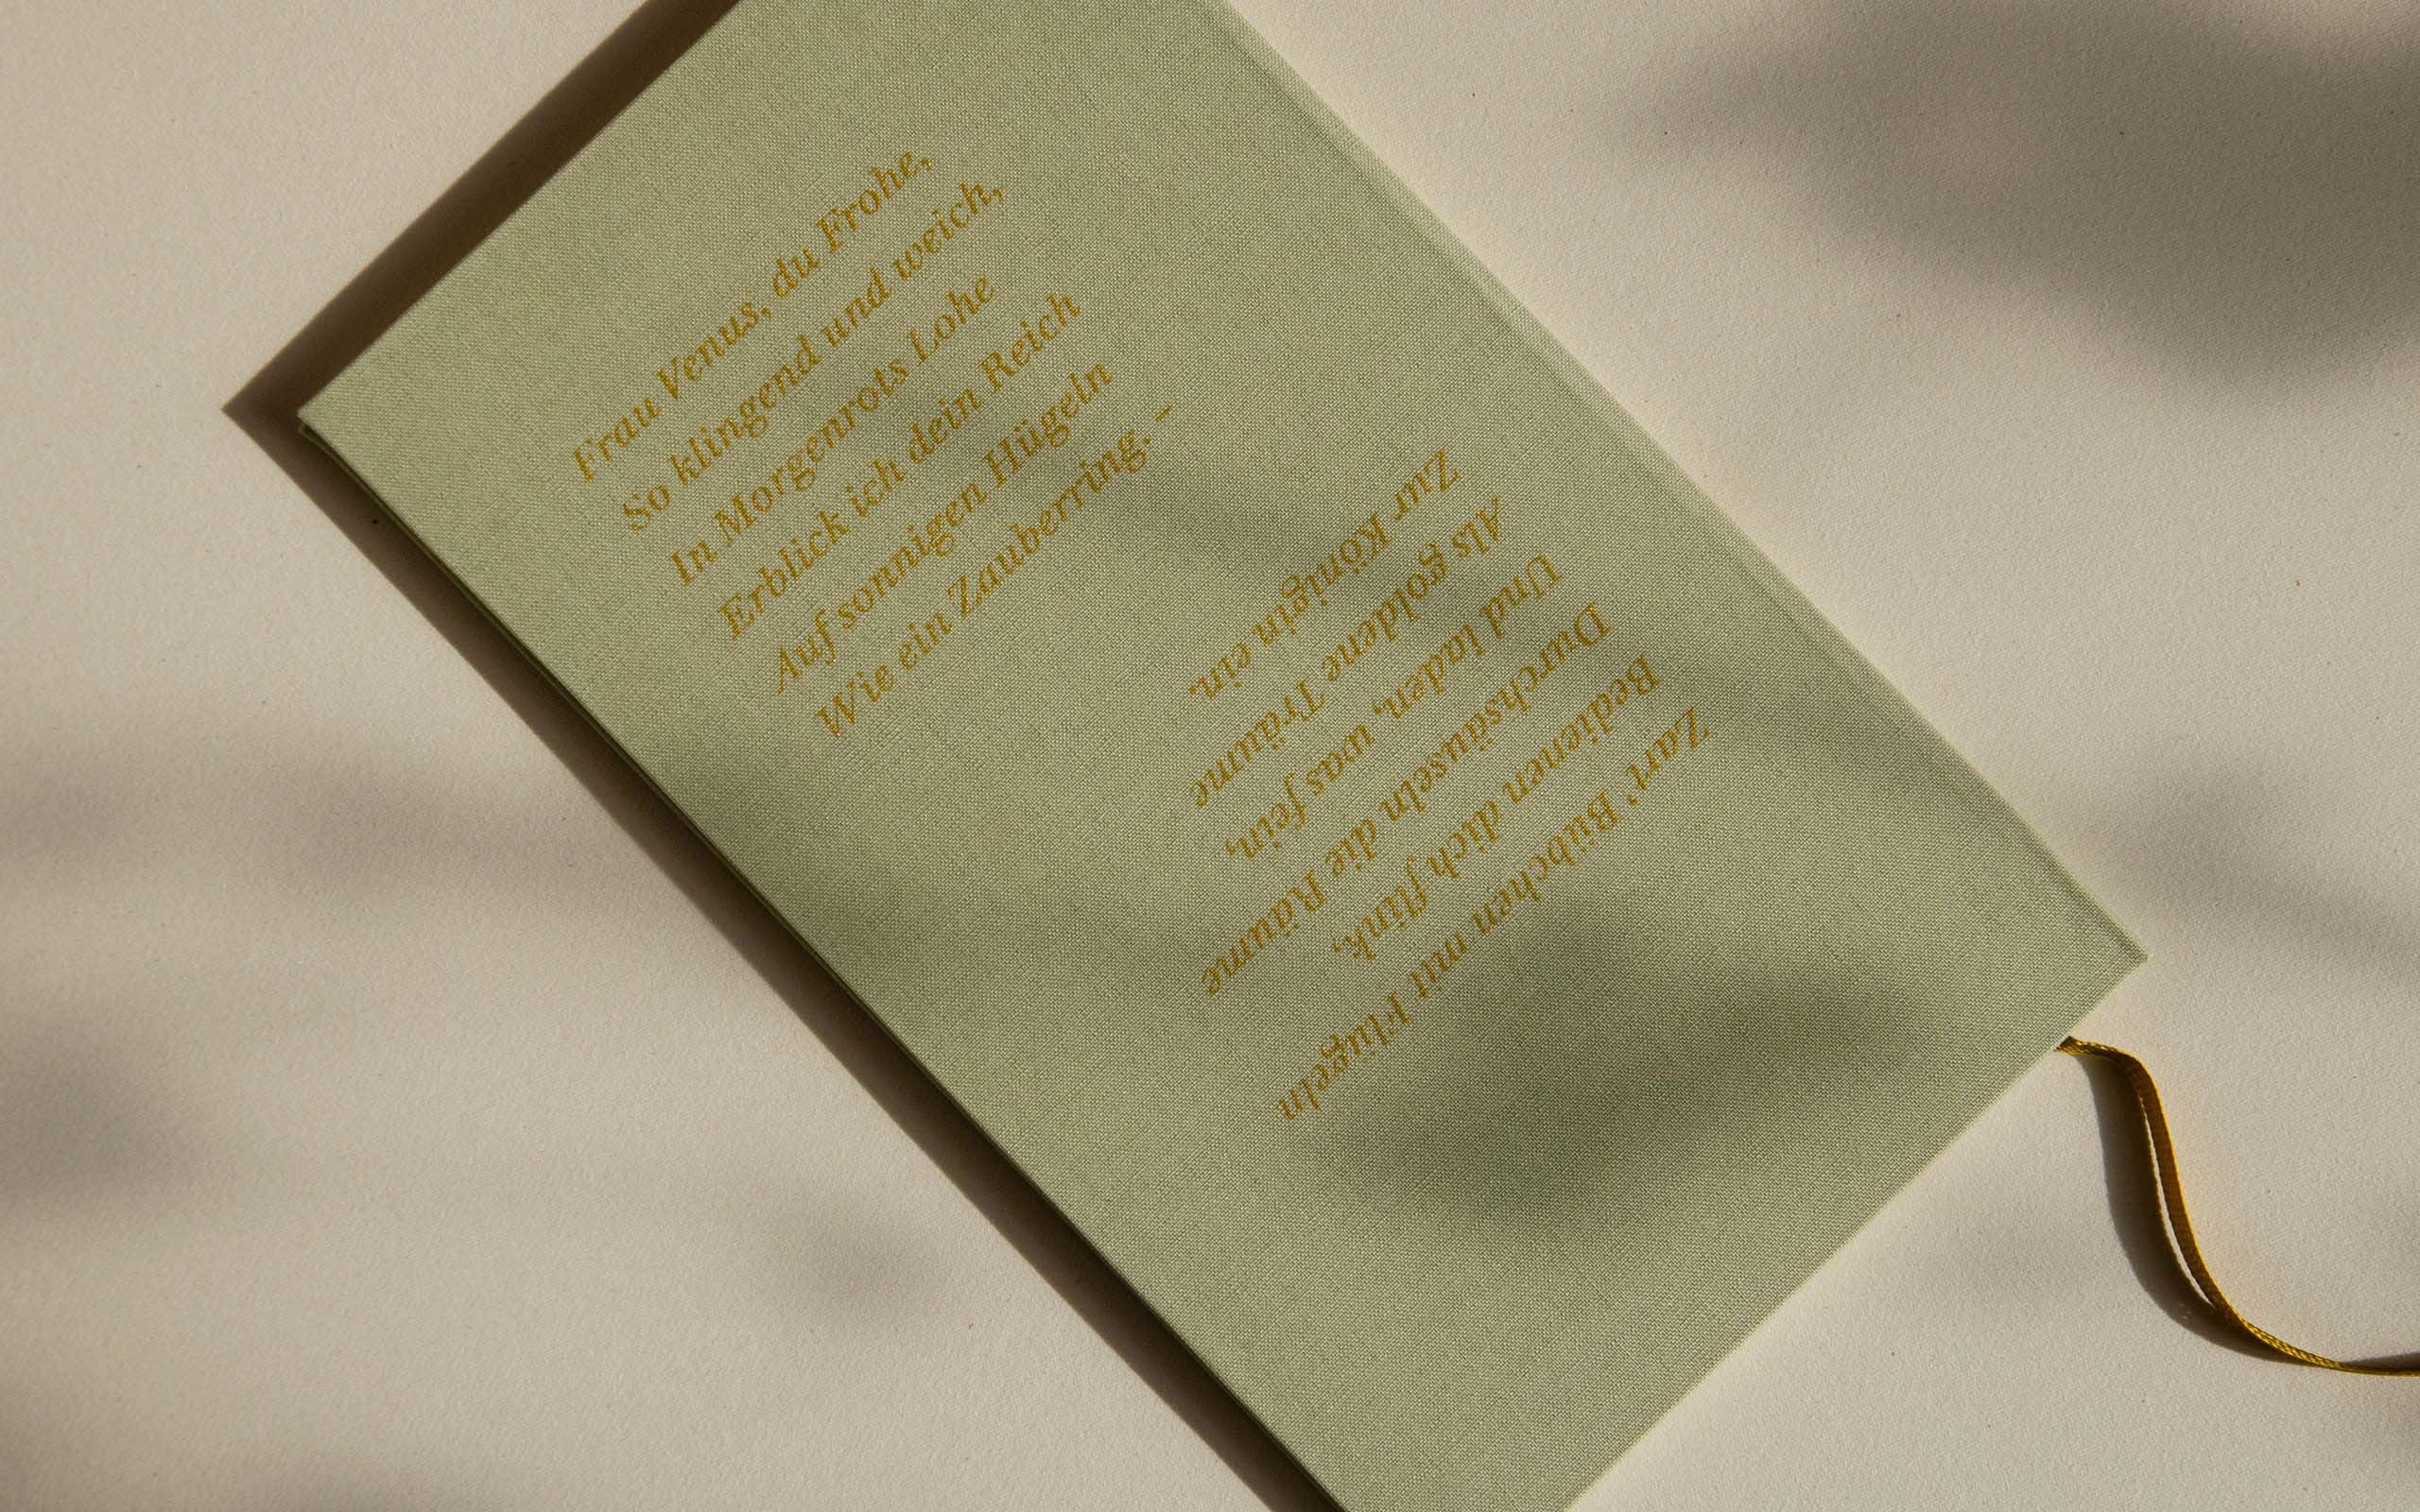 Frau Venus, du Frohe,
So klingend und weich,
In Morgenrots Lohe
Erblick ich dein Reich
Auf sonnigen Hügeln
Wie ein Zauberring. –
Zart' Bübchen mit Flügeln
Bedienen dich flink,
Durchsäuseln die Räume
Und laden, was fein,
Als goldene Träume
Zur Königin ein.